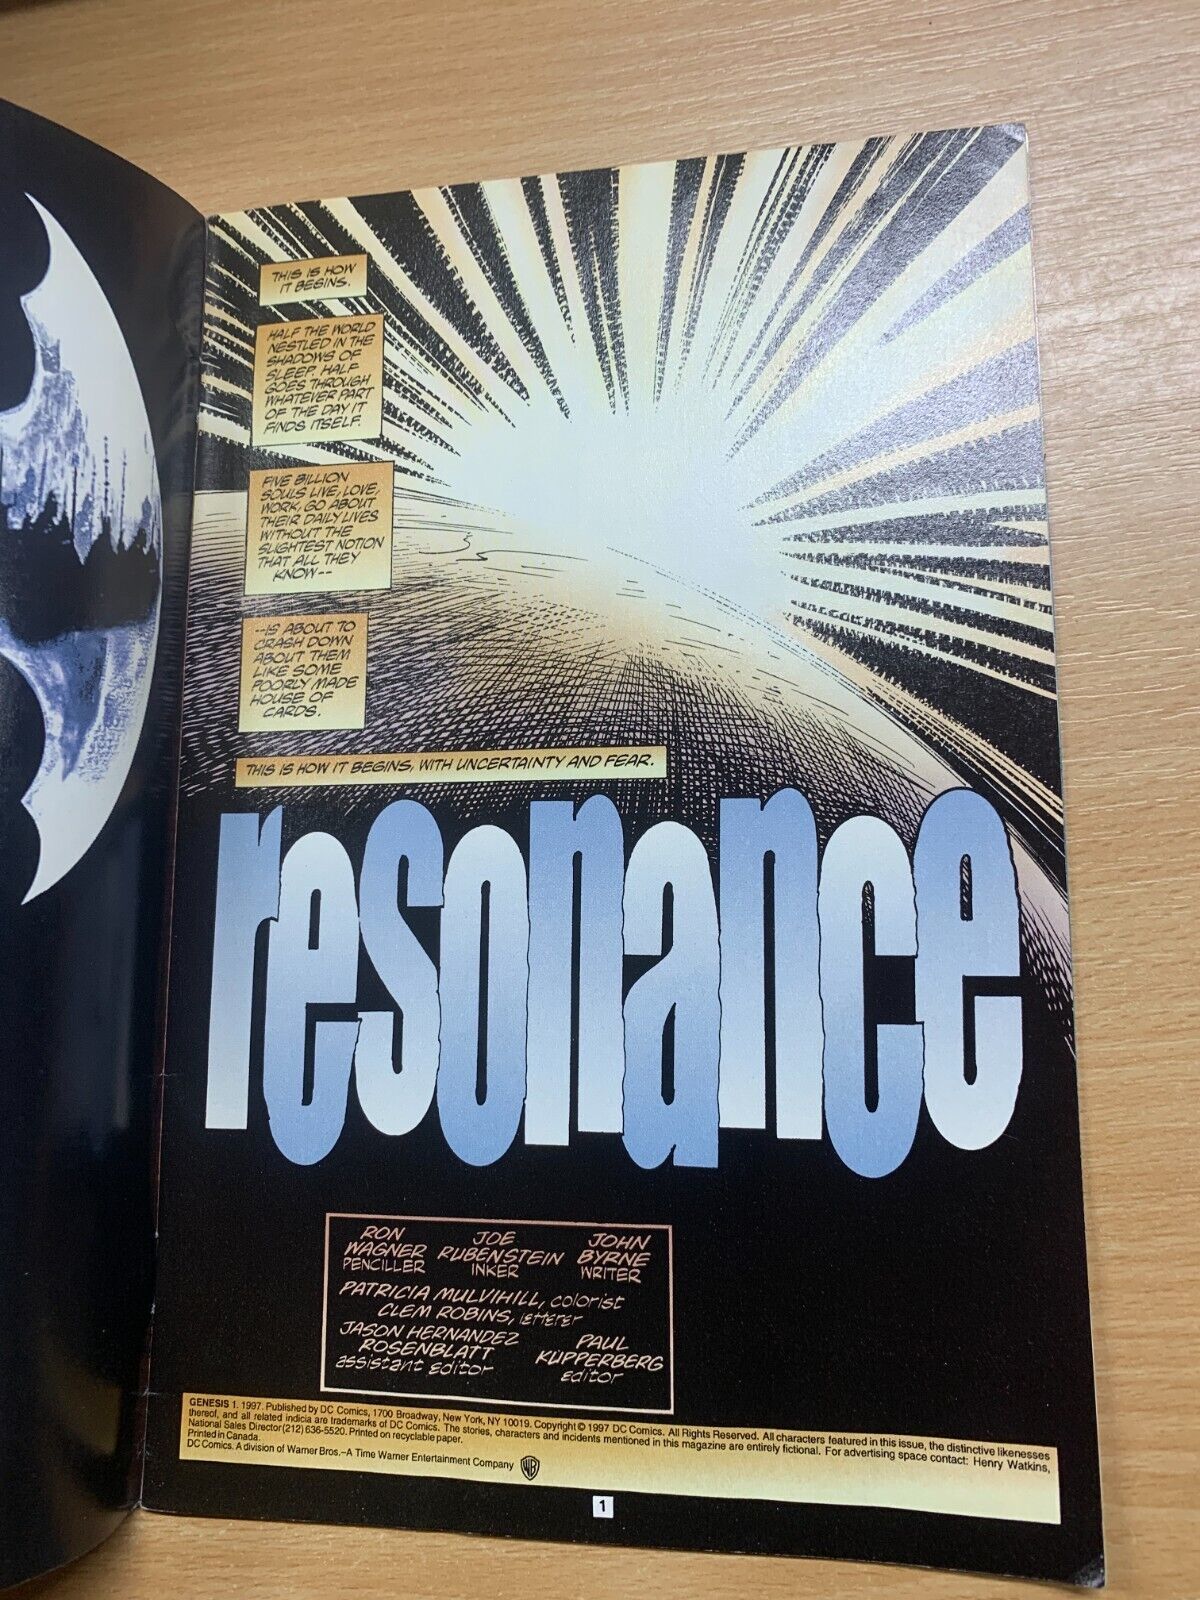 THIS IS HOW
IT BEGINS.
HALF THE WORLD
NESTLED IN THE
SHADOWS OF
SLEEP. HALF
GOES THROUGH
WHATEVER PART
OF THE DAY IT
FINDS ITSELF.
FIVE BILLION
SOULS LIVE, LOVE,
WORK, GO ABOUT
THEIR DAILY LIVES
WITHOUT THE
SLIGHTEST NOTION
THAT ALL THEY
KNOW--
--IS ABOUT TO
CRASH DOWN
ABOUT THEM
LIKE SOME
POORLY MADE
HOUSE OF
CARDS.
THIS IS HOW IT BEGINS, WITH UNCERTAINTY AND FEAR.
resonance
RON
WAGNER
PENCILLER
JOE
RUBENSTEIN
INKER
JOHN
BYRNE
WRITER
PATRICIA MULVIHILL, colorist
CLEM ROBINS, letterer
JASON HERNANDEZ
ROSENBLATT
assistant editor
PAUL
KUPPERBERG
editor
GENESIS 1. 1997. Published by DC Comics, 1700 Broadway, New York, NY 10019. Copyright © 1997 DC Comics. All Rights Reserved. All characters featured in this issue, the distinctive likenesses
thereof, and all related indicia are trademarks of DC Comics. The stories, characters and incidents mentioned in this magazine are entirely fictional. For advertising space contact: Henry Watkins,
National Sales Director (212) 636-5520. Printed on recyclable paper.
Printed in Canada.
DC Comics. A division of Warner Bros.–A Time Warner Entertainment Company
WB
1